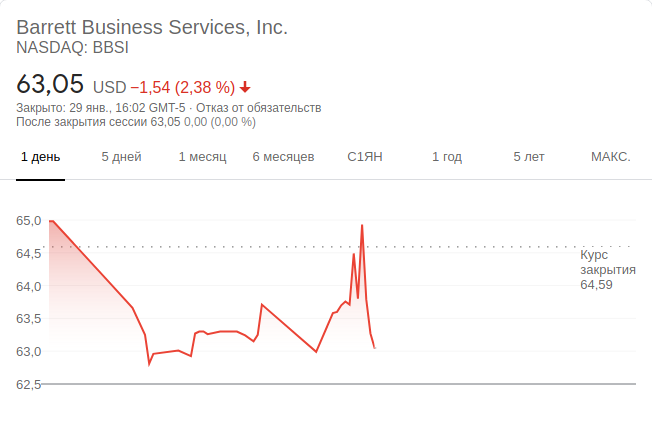 Barrett Business Services, Inc.
NASDAQ: BBSI
63,05 USD −1,54 (2,38 %)
Закрыто: 29 янв., 16:02 GMT-5 · Отказ от обязательств
После закрытия сессии 63,05 0,00 (0,00 %)
1 день 5 дней 1 месяц 6 месяцев С1ЯН 1 год 5 лет МАКС.
65,0
64,5
64,0
63,5
63,0
62,5
Курс
закрытия
64,59